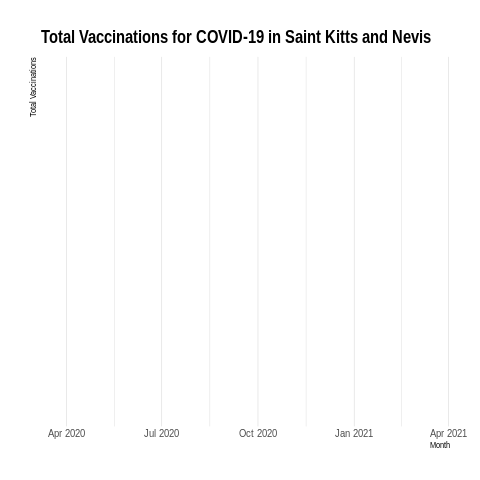 Total Vaccinations for COVID-19 in Saint Kitts and Nevis
Total Vaccinations
Apr 2020 Jul 2020 Oct 2020 Jan 2021 Apr 2021
Month